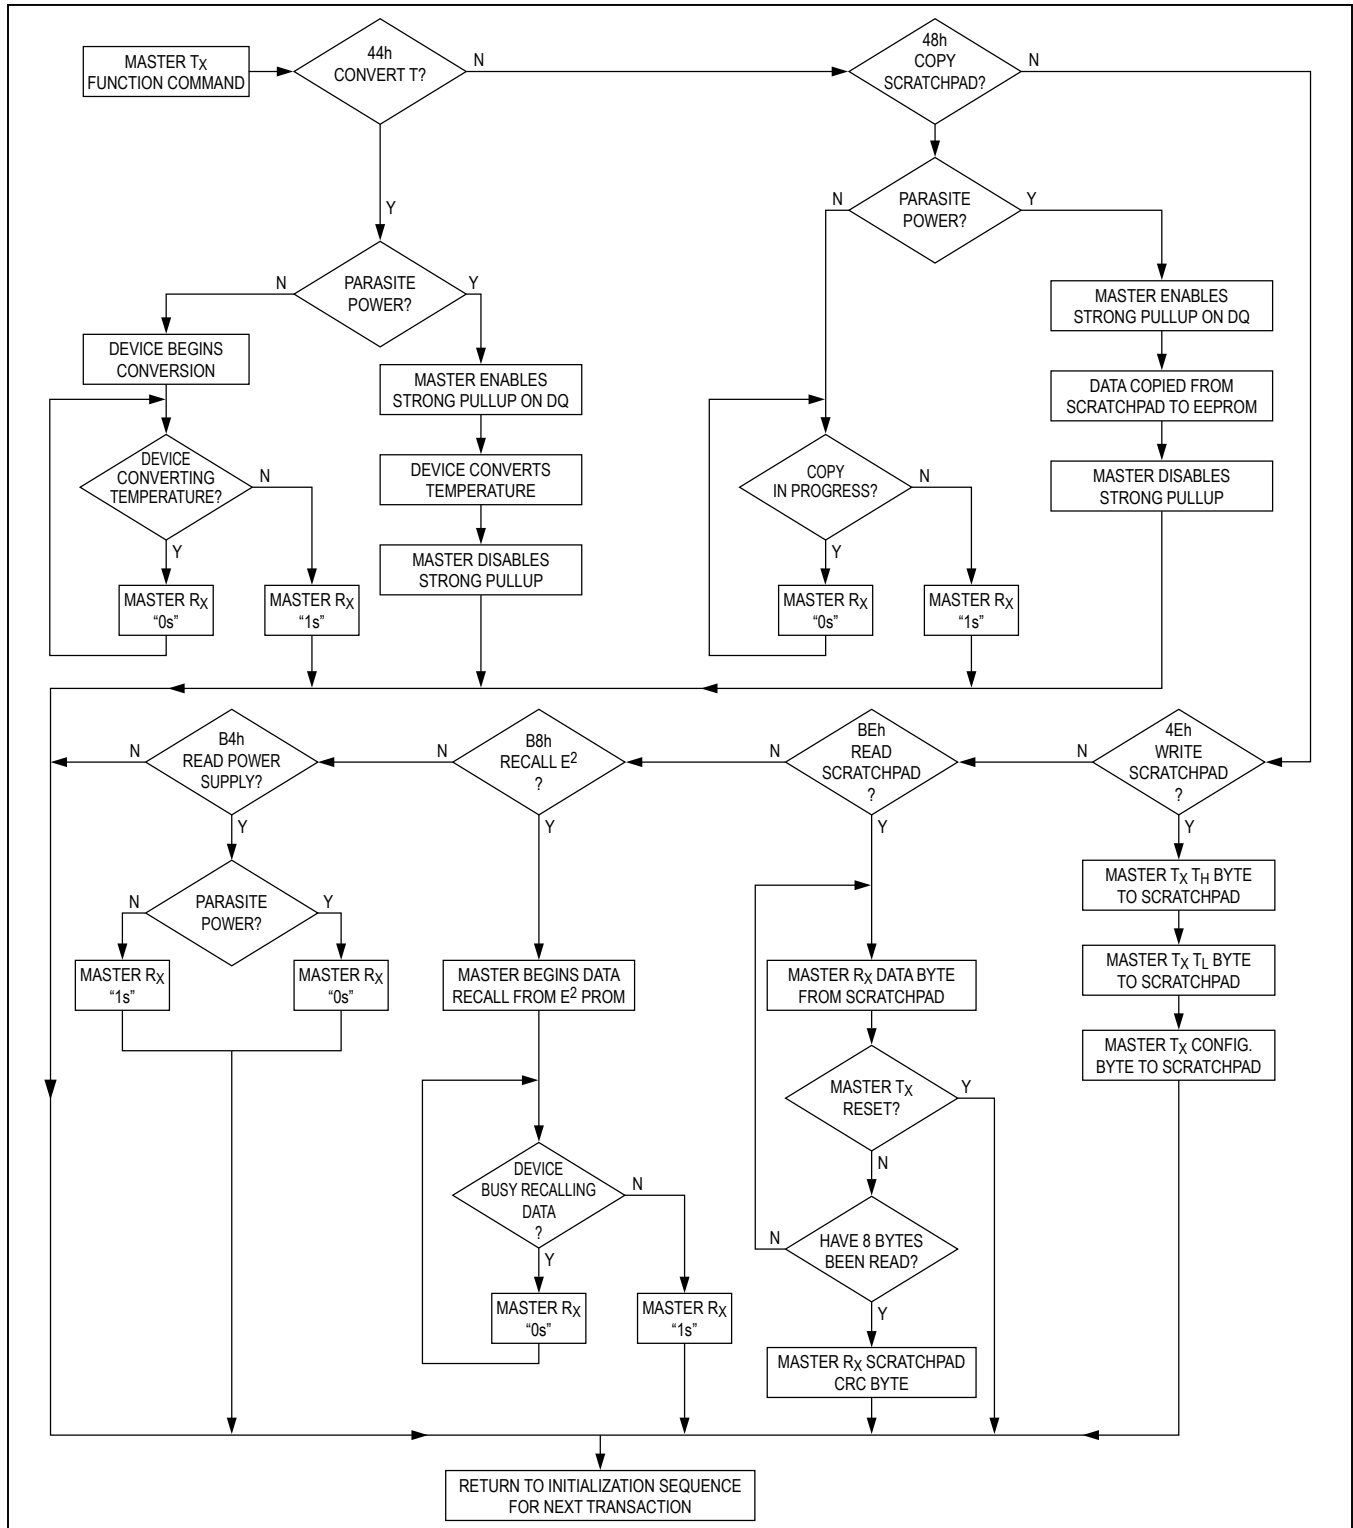 MASTER TX
FUNCTION COMMAND
44h
CONVERT T?
N
48h
COPY
SCRATCHPAD?
N
Y
PARASITE
POWER?
N
Y
DEVICE BEGINS
CONVERSION
DEVICE
CONVERTING
TEMPERATURE?
N
Y
MASTER RX
“0s”
MASTER RX
“1s”
MASTER ENABLES
STRONG PULLUP ON DQ
DEVICE CONVERTS
TEMPERATURE
MASTER DISABLES
STRONG PULLUP
PARASITE
POWER?
N
Y
COPY
IN PROGRESS?
N
Y
MASTER RX
“0s”
MASTER RX
“1s”
MASTER ENABLES
STRONG PULLUP ON DQ
DATA COPIED FROM
SCRATCHPAD TO EEPROM
MASTER DISABLES
STRONG PULLUP
N
B4h
READ POWER
SUPPLY?
Y
N
B8h
RECALL E2
?
Y
N
BEh
READ
SCRATCHPAD
?
Y
N
4Eh
WRITE
SCRATCHPAD
?
Y
N
PARASITE
POWER?
Y
MASTER RX
“1s”
MASTER RX
“0s”
MASTER BEGINS DATA
RECALL FROM E2 PROM
DEVICE
BUSY RECALLING
DATA
?
N
Y
MASTER RX
“0s”
MASTER RX
“1s”
MASTER RX DATA BYTE
FROM SCRATCHPAD
MASTER TX
RESET?
Y
N
N
HAVE 8 BYTES
BEEN READ?
Y
MASTER RX SCRATCHPAD
CRC BYTE
MASTER TX TH BYTE
TO SCRATCHPAD
MASTER TX TL BYTE
TO SCRATCHPAD
MASTER TX CONFIG.
BYTE TO SCRATCHPAD
RETURN TO INITIALIZATION SEQUENCE
FOR NEXT TRANSACTION